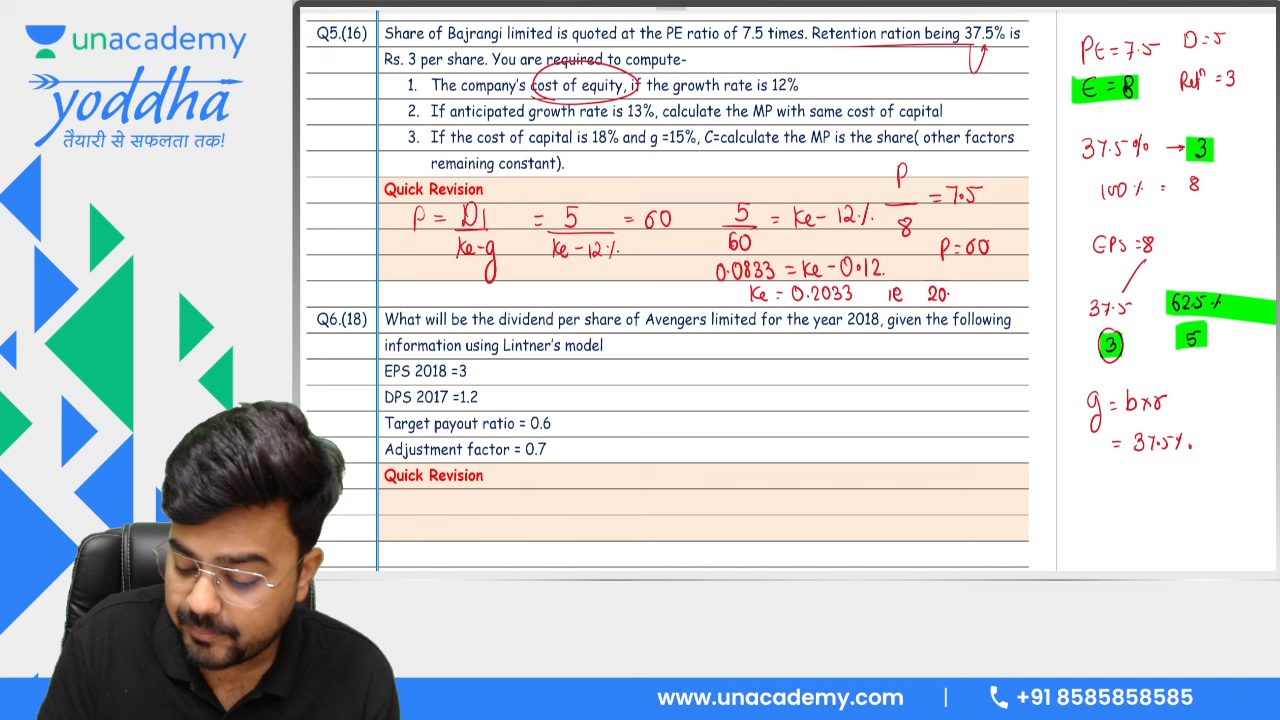 unacademy
yoddha
तैयारी से सफलता तक!
Q5.(16) Share of Bajrangi limited is quoted at the PE ratio of 7.5 times. Retention ration being 37.5% is
Rs. 3 per share. You are required to compute-
1. The company's cost of equity, if the growth rate is 12%
2. If anticipated growth rate is 13%, calculate the MP with same cost of capital
3. If the cost of capital is 18% and g =15%, C=calculate the MP is the share( other factors
remaining constant).
Quick Revision
P = D1 / ke-g = 5 / ke-12% = 60
5 / 60 = ke - 12%
0.0833 = ke - 0.12
ke = 0.2033 ie 20.
P / 8 = 7.5
P = 60
Q6.(18) What will be the dividend per share of Avengers limited for the year 2018, given the following
information using Lintner's model
EPS 2018 =3
DPS 2017 =1.2
Target payout ratio = 0.6
Adjustment factor = 0.7
Quick Revision
PE = 7.5 D = 5
E = 8 Retⁿ = 3
37.5% → 3
100% = 8
EPS = 8
37.5 62.5%
3 5
g = b×r
= 37.5%
www.unacademy.com | +91 8585858585